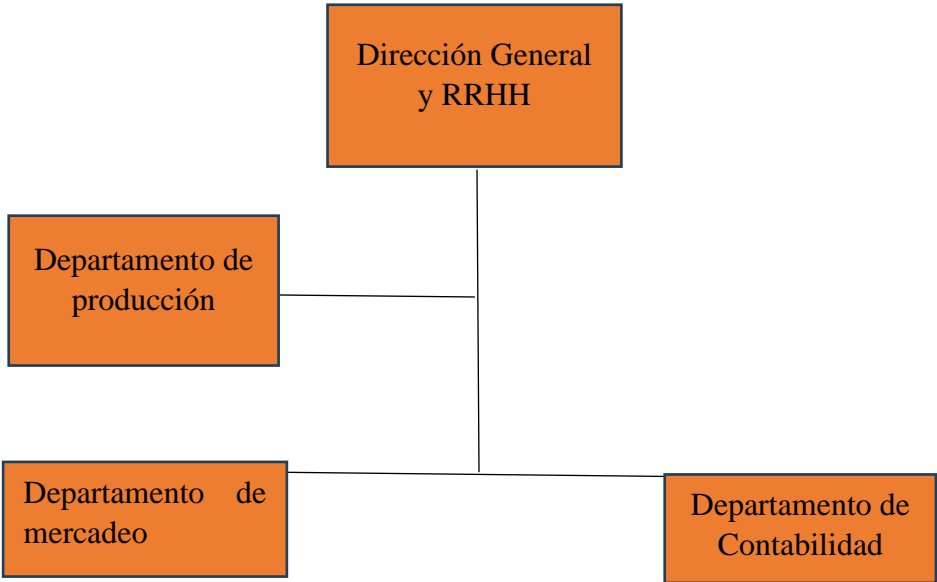 Dirección General
y RRHH
Departamento de
producción
Departamento de
mercadeo
Departamento de
Contabilidad